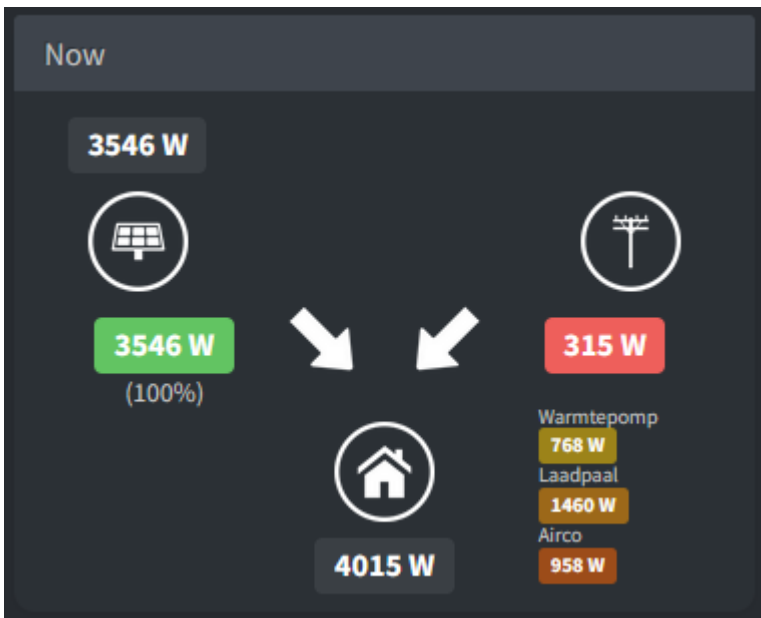 Now
3546 W
3546 W
(100%)
315 W
Warmtepomp
768 W
Laadpaal
1460 W
Airco
958 W
4015 W